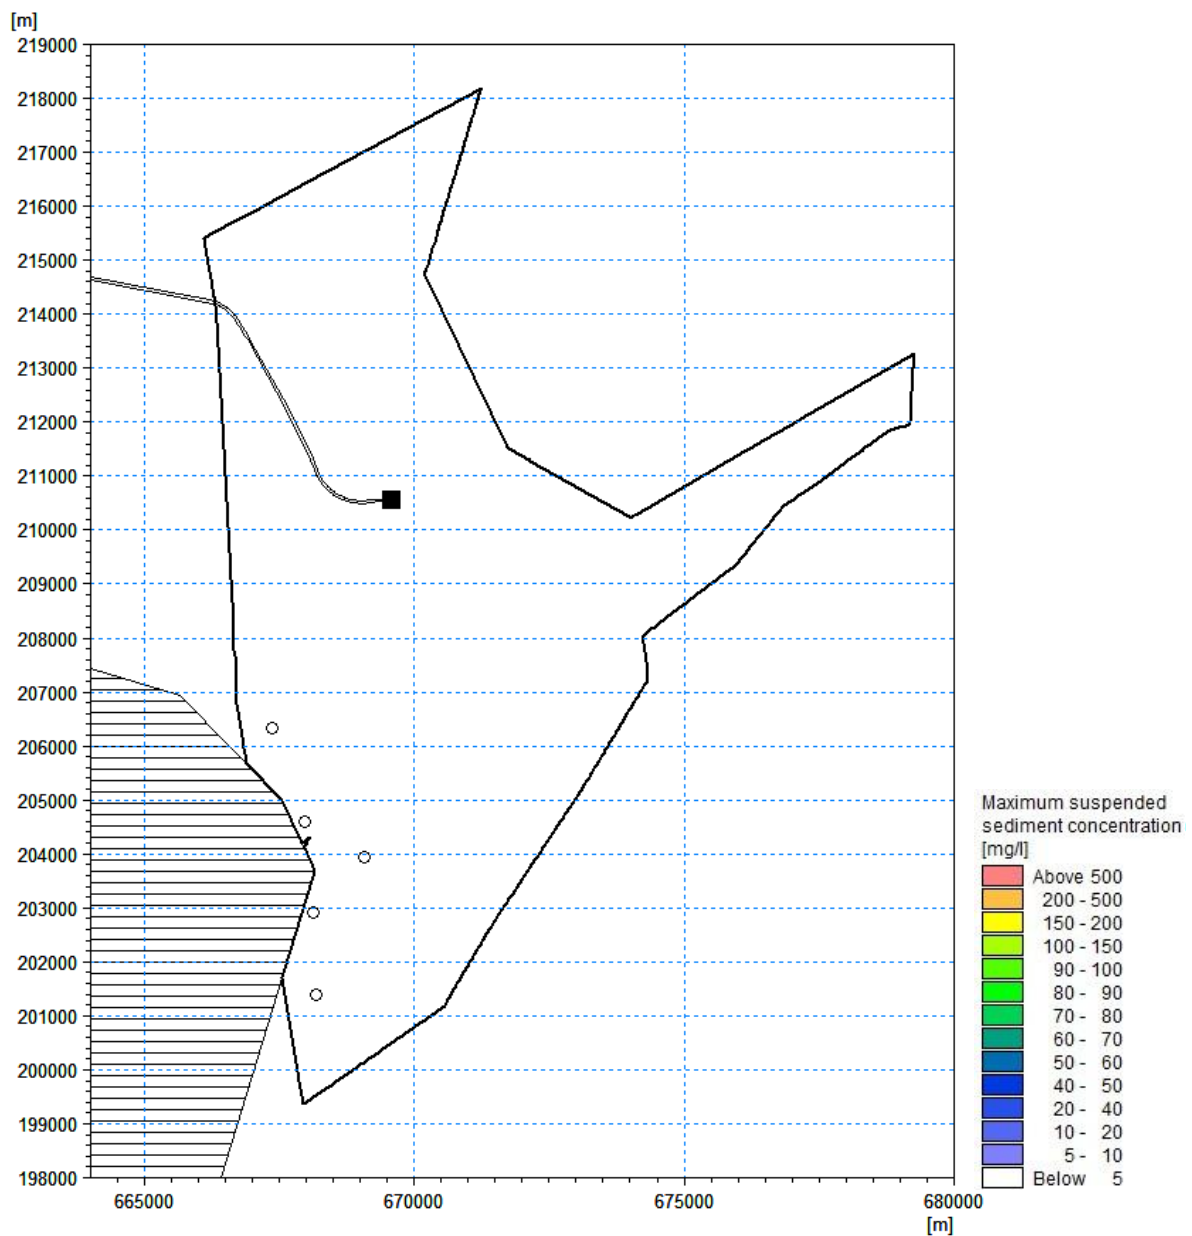 [m]
219000
218000
217000
216000
215000
214000
213000
212000
211000
210000
209000
208000
207000
206000
205000
204000
203000
202000
201000
200000
199000
198000
665000 670000 675000 680000
[m]
Maximum suspended
sediment concentration
[mg/l]
Above 500
200 - 500
150 - 200
100 - 150
90 - 100
80 - 90
70 - 80
60 - 70
50 - 60
40 - 50
20 - 40
10 - 20
5 - 10
Below 5